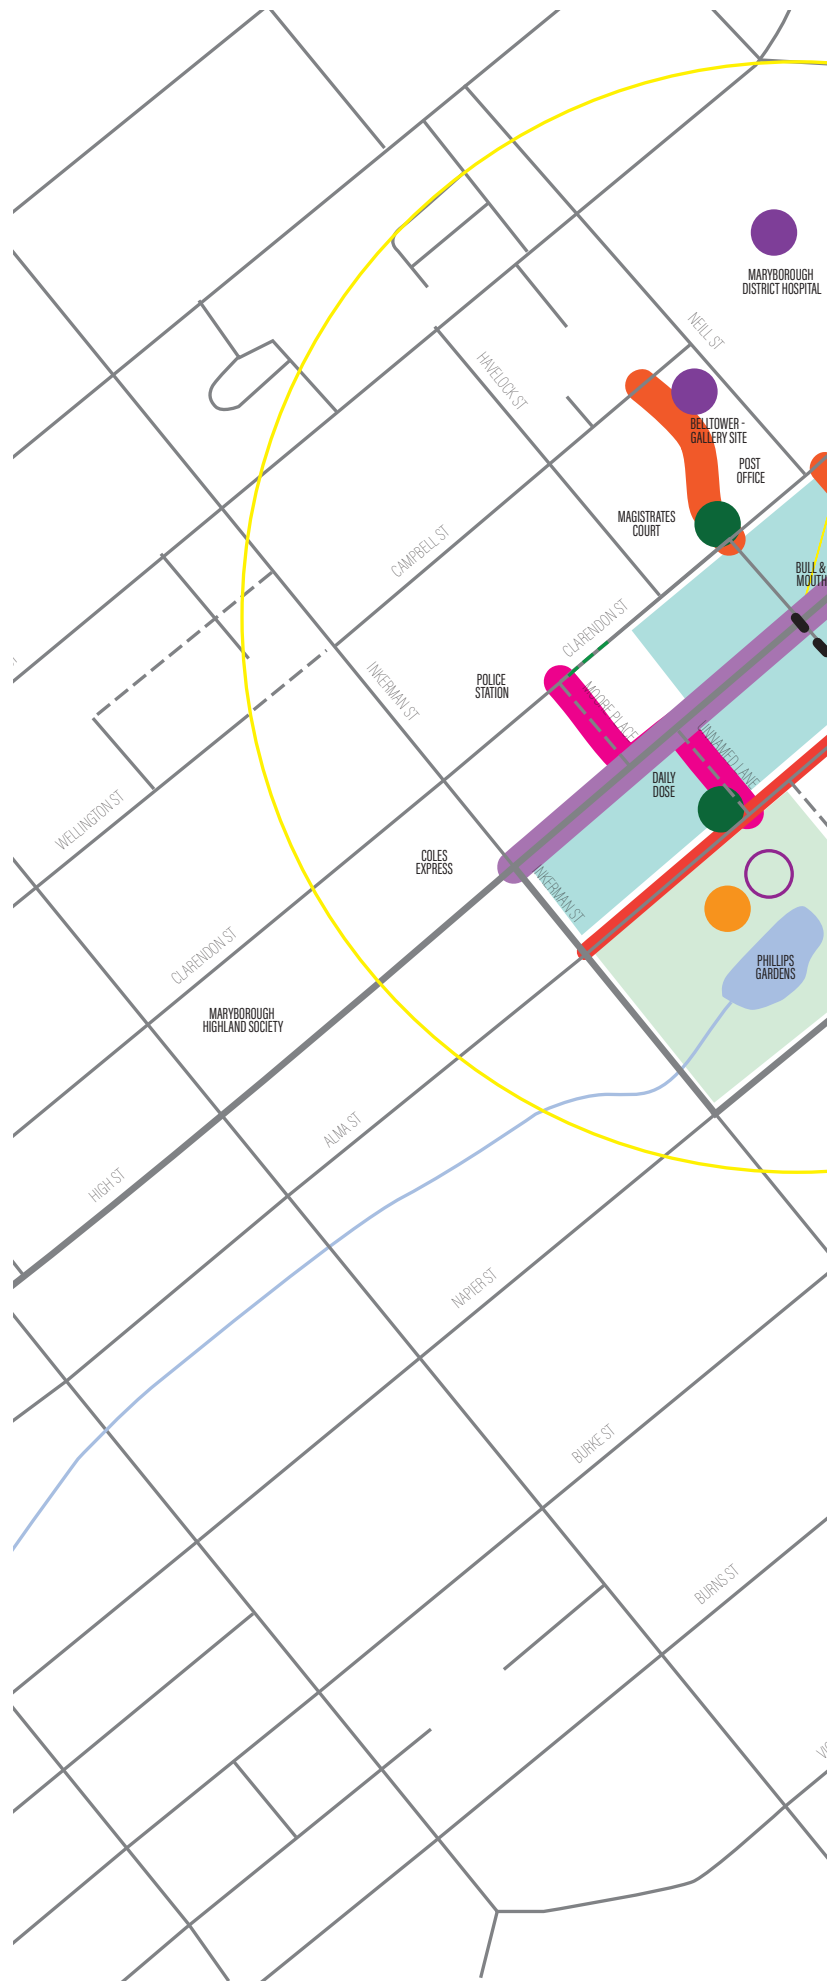 MARYBOROUGH
DISTRICT HOSPITAL
NEILL ST
HAVELOCK ST
BELLTOWER -
GALLERY SITE
POST
OFFICE
MAGISTRATES
COURT
CAMPBELL ST
BULL &
MOUTH
CLARENDON ST
POLICE
STATION
INKERMAN ST
MOORE PLACE
UNNAMED LANE
DAILY
DOSE
WELLINGTON ST
COLES
EXPRESS
INKERMAN ST
CLARENDON ST
PHILLIPS
GARDENS
MARYBOROUGH
HIGHLAND SOCIETY
ALMA ST
HIGH ST
NAPIER ST
BURKE ST
BURNS ST